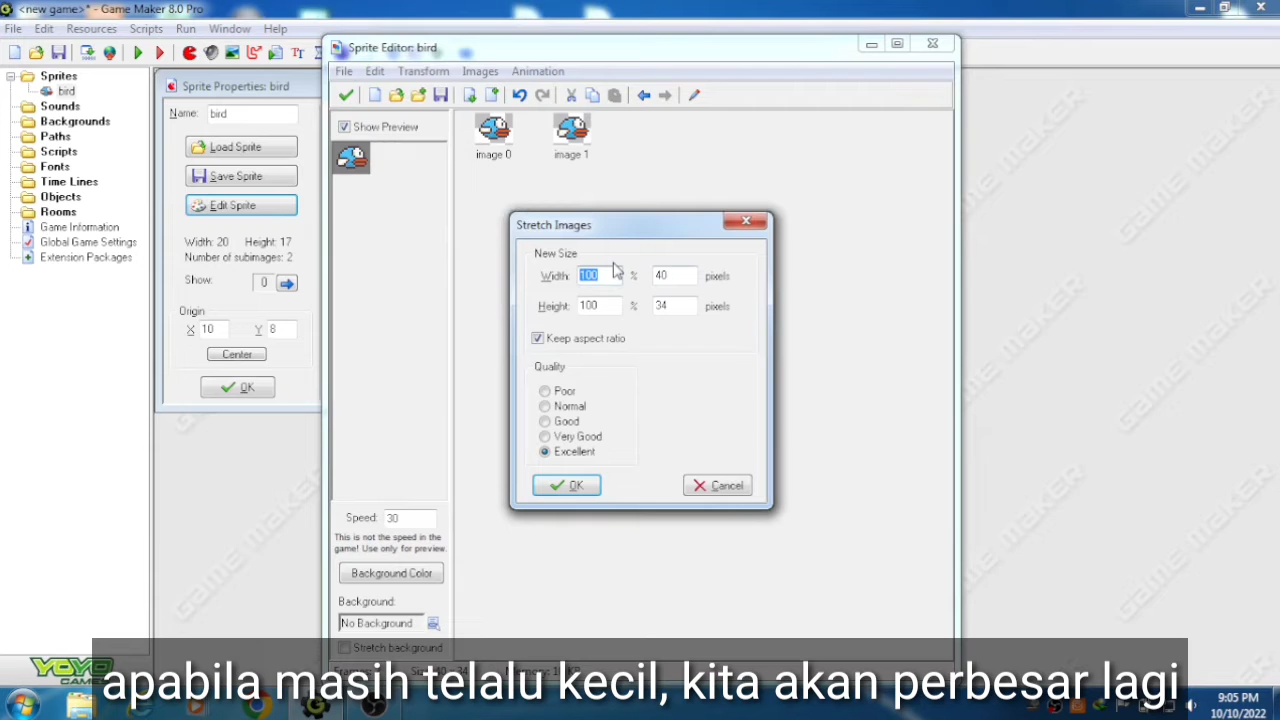 <new game>* - Game Maker 8.0 Pro
File Edit Resources Scripts Run Window Help
Sprites
bird
Sounds
Backgrounds
Paths
Scripts
Fonts
Time Lines
Objects
Rooms
Game Information
Global Game Settings
Extension Packages
Sprite Properties: bird
Name: bird
Load Sprite
Save Sprite
Edit Sprite
Width: 20 Height: 17
Number of subimages: 2
Show: 0
Origin
X 10 Y 8
Center
OK
Sprite Editor: bird
File Edit Transform Images Animation
Show Preview
image 0 image 1
Speed: 30
This is not the speed in the
game! Use only for preview.
Background Color
Background:
No Background
Stretch background
Stretch Images
New Size
Width: 100 % 40 pixels
Height: 100 % 34 pixels
Keep aspect ratio
Quality
Poor
Normal
Good
Very Good
Excellent
OK Cancel
GAME MAKER
YOYO
GAMES
apabila masih telalu kecil, kita akan perbesar lagi
9:05 PM
10/10/2022